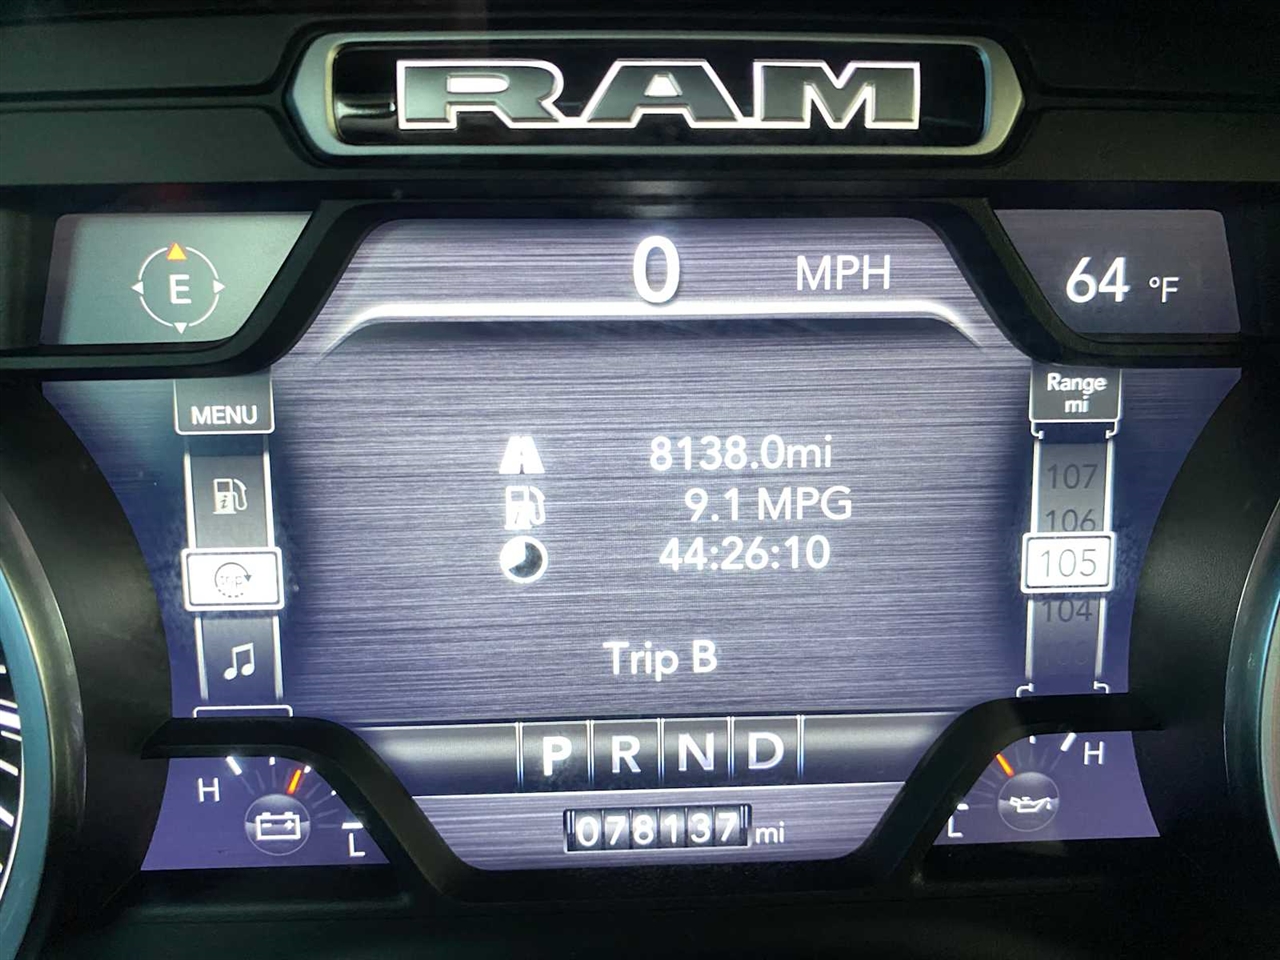 RAM
E
0 MPH
64 °F
MENU
Range
mi
8138.0mi
9.1 MPG
44:26:10
107
106
105
104
trip
Trip B
P R N D
H
L
078137 mi
H
L